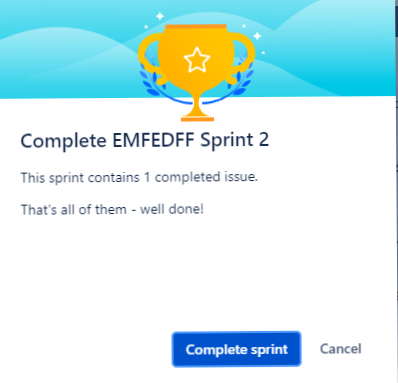 Complete EMFEDFF Sprint 2
This sprint contains 1 completed issue.
That's all of them - well done!
Complete sprint
Cancel